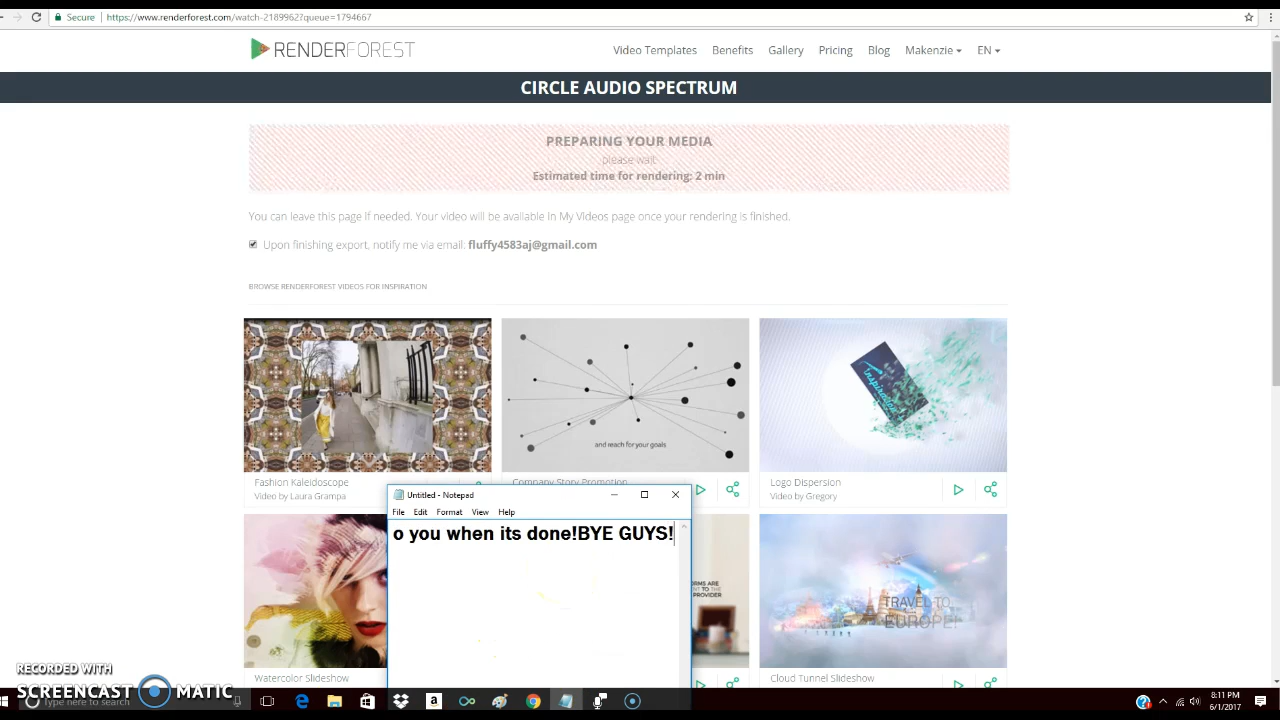 Secure
https://www.renderforest.com/watch-2189962?queue=1794667
RENDERFOREST
Video Templates Benefits Gallery Pricing Blog Makenzie EN
CIRCLE AUDIO SPECTRUM
PREPARING YOUR MEDIA
please wait
Estimated time for rendering: 2 min
You can leave this page if needed. Your video will be available in My Videos page once your rendering is finished.
Upon finishing export, notify me via email: fluffy4583aj@gmail.com
BROWSE RENDERFOREST VIDEOS FOR INSPIRATION
Inspiration
and reach for your goals
Fashion Kaleidoscope
Video by Laura Grampa
Company Story Promotion
Logo Dispersion
Video by Gregory
Untitled - Notepad
File Edit Format View Help
o you when its done!BYE GUYS!
PROVIDER
TRAVEL TO
EUROPE!
Watercolor Slideshow
Cloud Tunnel Slideshow
RECORDED WITH
SCREENCAST MATIC
Type here to search
8:11 PM
6/1/2017